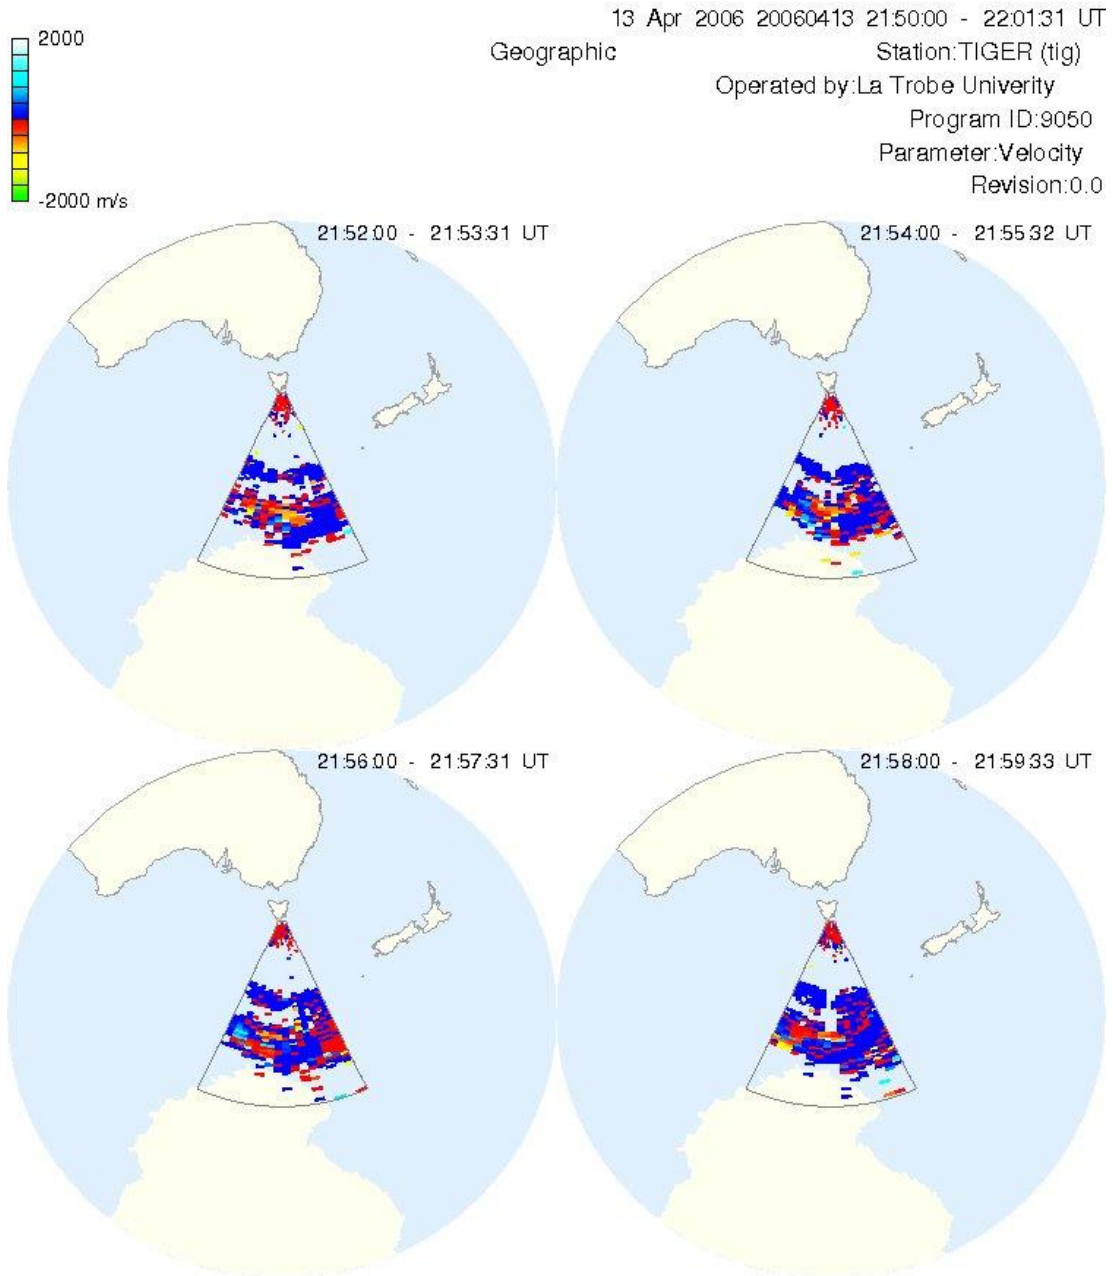 13 Apr 2006 20060413 21:50:00 - 22:01:31 UT
2000
Geographic
Station:TIGER (tig)
Operated by:La Trobe Univerity
Program ID:9050
Parameter:Velocity
Revision:0.0
-2000 m/s
21:52:00 - 21:53:31 UT
21:54:00 - 21:55:32 UT
21:56:00 - 21:57:31 UT
21:58:00 - 21:59:33 UT